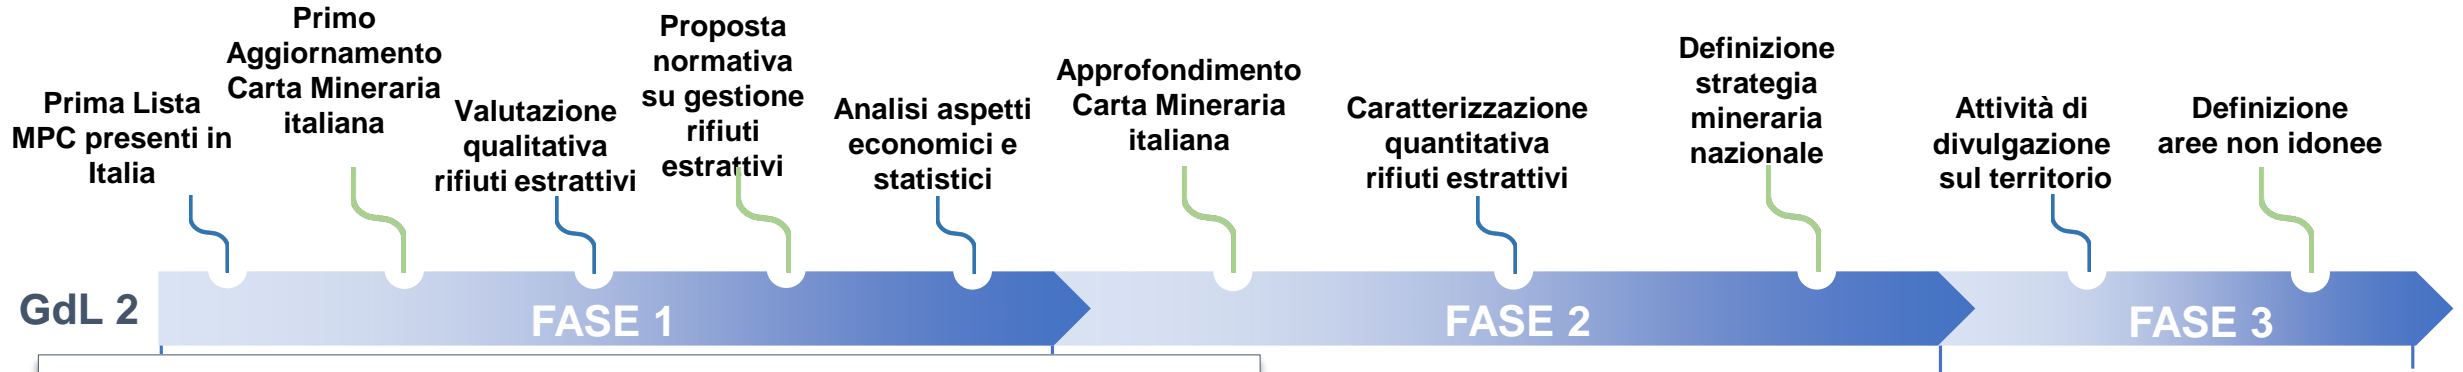 Prima Lista
MPC presenti in
Italia
Primo
Aggiornamento
Carta Mineraria
italiana
Valutazione
qualitativa
rifiuti estrattivi
Proposta
normativa
su gestione
rifiuti
estrattivi
Analisi aspetti
economici e
statistici
Approfondimento
Carta Mineraria
italiana
Caratterizzazione
quantitativa
rifiuti estrattivi
Definizione
strategia
mineraria
nazionale
Attività di
divulgazione
sul territorio
Definizione
aree non idonee
GdL 2
FASE 1
FASE 2
FASE 3